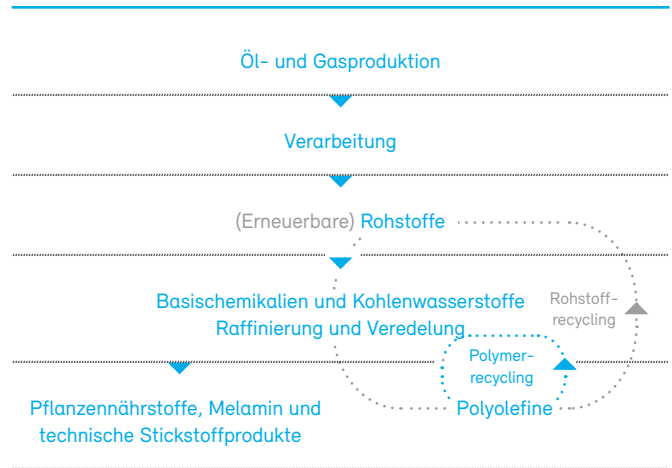 Öl- und Gasproduktion
Verarbeitung
(Erneuerbare) Rohstoffe
Basischemikalien und Kohlenwasserstoffe
Raffinierung und Veredelung
Rohstoff-
recycling
Polymer-
recycling
Pflanzennährstoffe, Melamin und
technische Stickstoffprodukte
Polyolefine